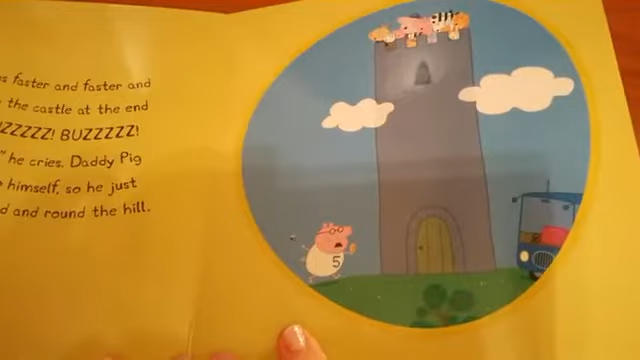 faster and faster and
the castle at the end
BUZZZZZ!
he cries. Daddy Pig
himself, so he just
and round the hill.
5